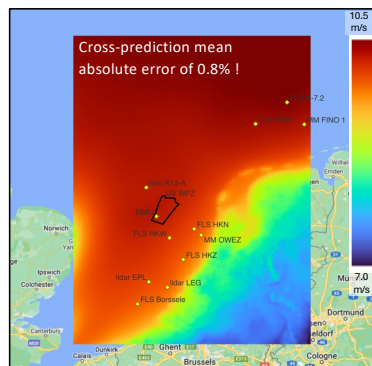 10.5
m/s
Cross-prediction mean
absolute error of 0.8% !
MM FINO 1
lidar K13-A
WFZ
Norwich
FLS HKN
FLS HKW
MM OWEZ
FLS HKZ
Ipswich
Colchester
lidar EPL
lidar LEG
7.0
m/s
FLS Borssele
Dortmund
Canterbury
Dunkirk
Ghent
Calais
Brussels
Cologne
Emden